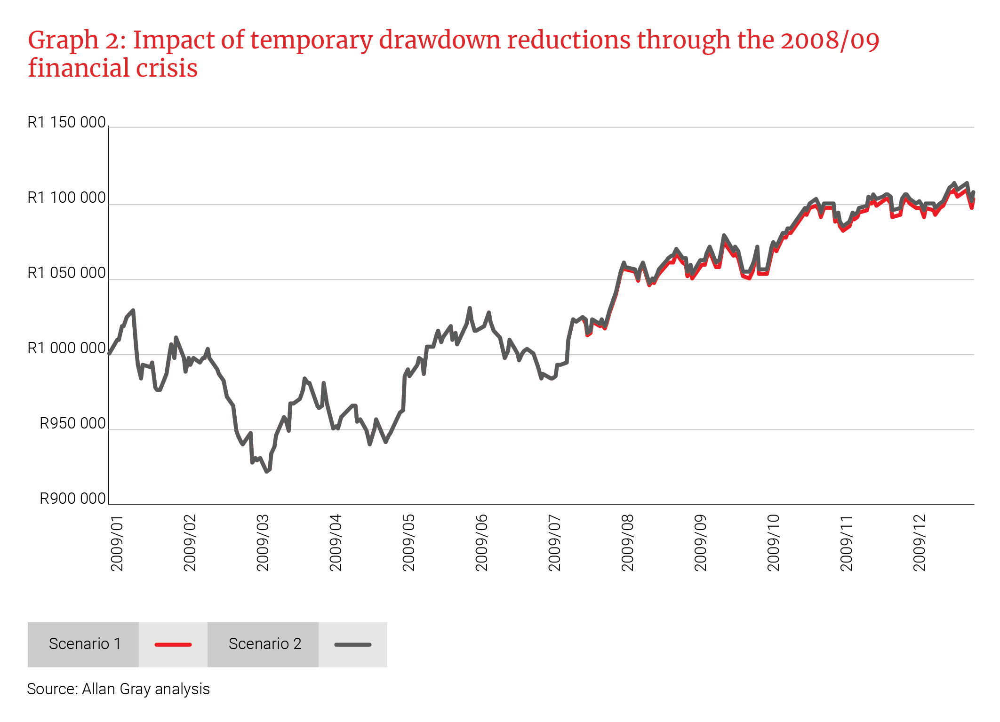 Graph 2: Impact of temporary drawdown reductions through the 2008/09
financial crisis
R1 150 000
R1 100 000
R1 050 000
R1 000 000
R950 000
R900 000
2009/01
2009/02
2009/03
2009/04
2009/05
2009/06
2009/07
2009/08
2009/09
2009/10
2009/11
2009/12
Scenario 1
Scenario 2
Source: Allan Gray analysis